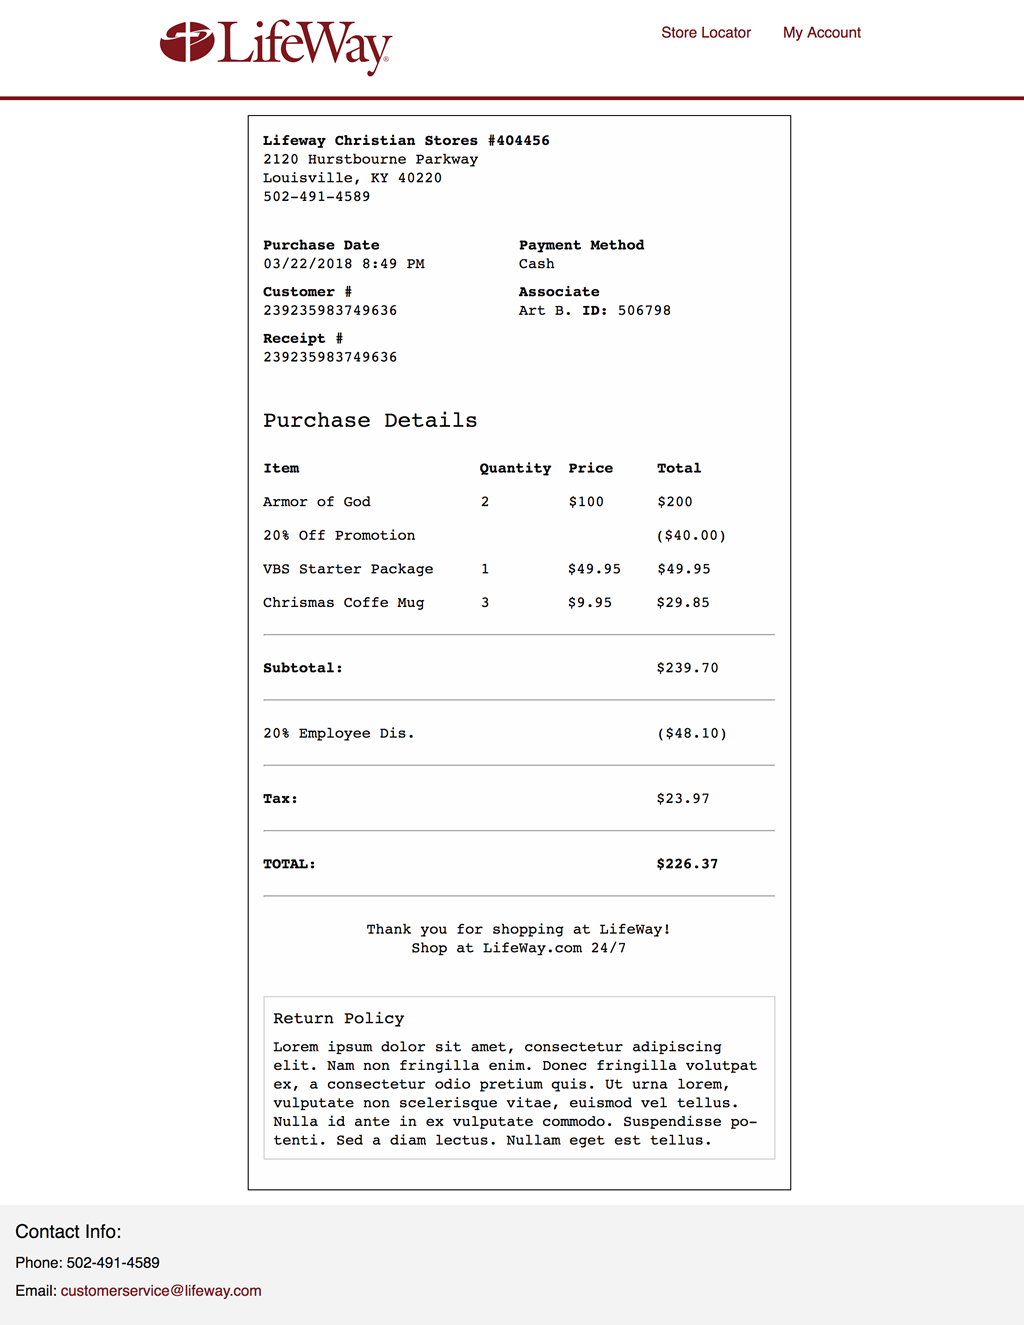 LifeWay®
Store Locator My Account
Lifeway Christian Stores #404456
2120 Hurstbourne Parkway
Louisville, KY 40220
502-491-4589
Purchase Date Payment Method
03/22/2018 8:49 PM Cash
Customer # Associate
239235983749636 Art B. ID: 506798
Receipt #
239235983749636
Purchase Details
Item Quantity Price Total
Armor of God 2 $100 $200
20% Off Promotion ($40.00)
VBS Starter Package 1 $49.95 $49.95
Chrismas Coffe Mug 3 $9.95 $29.85
Subtotal: $239.70
20% Employee Dis. ($48.10)
Tax: $23.97
TOTAL: $226.37
Thank you for shopping at LifeWay!
Shop at LifeWay.com 24/7
Return Policy
Lorem ipsum dolor sit amet, consectetur adipiscing
elit. Nam non fringilla enim. Donec fringilla volutpat
ex, a consectetur odio pretium quis. Ut urna lorem,
vulputate non scelerisque vitae, euismod vel tellus.
Nulla id ante in ex vulputate commodo. Suspendisse po-
tenti. Sed a diam lectus. Nullam eget est tellus.
Contact Info:
Phone: 502-491-4589
Email: customerservice@lifeway.com